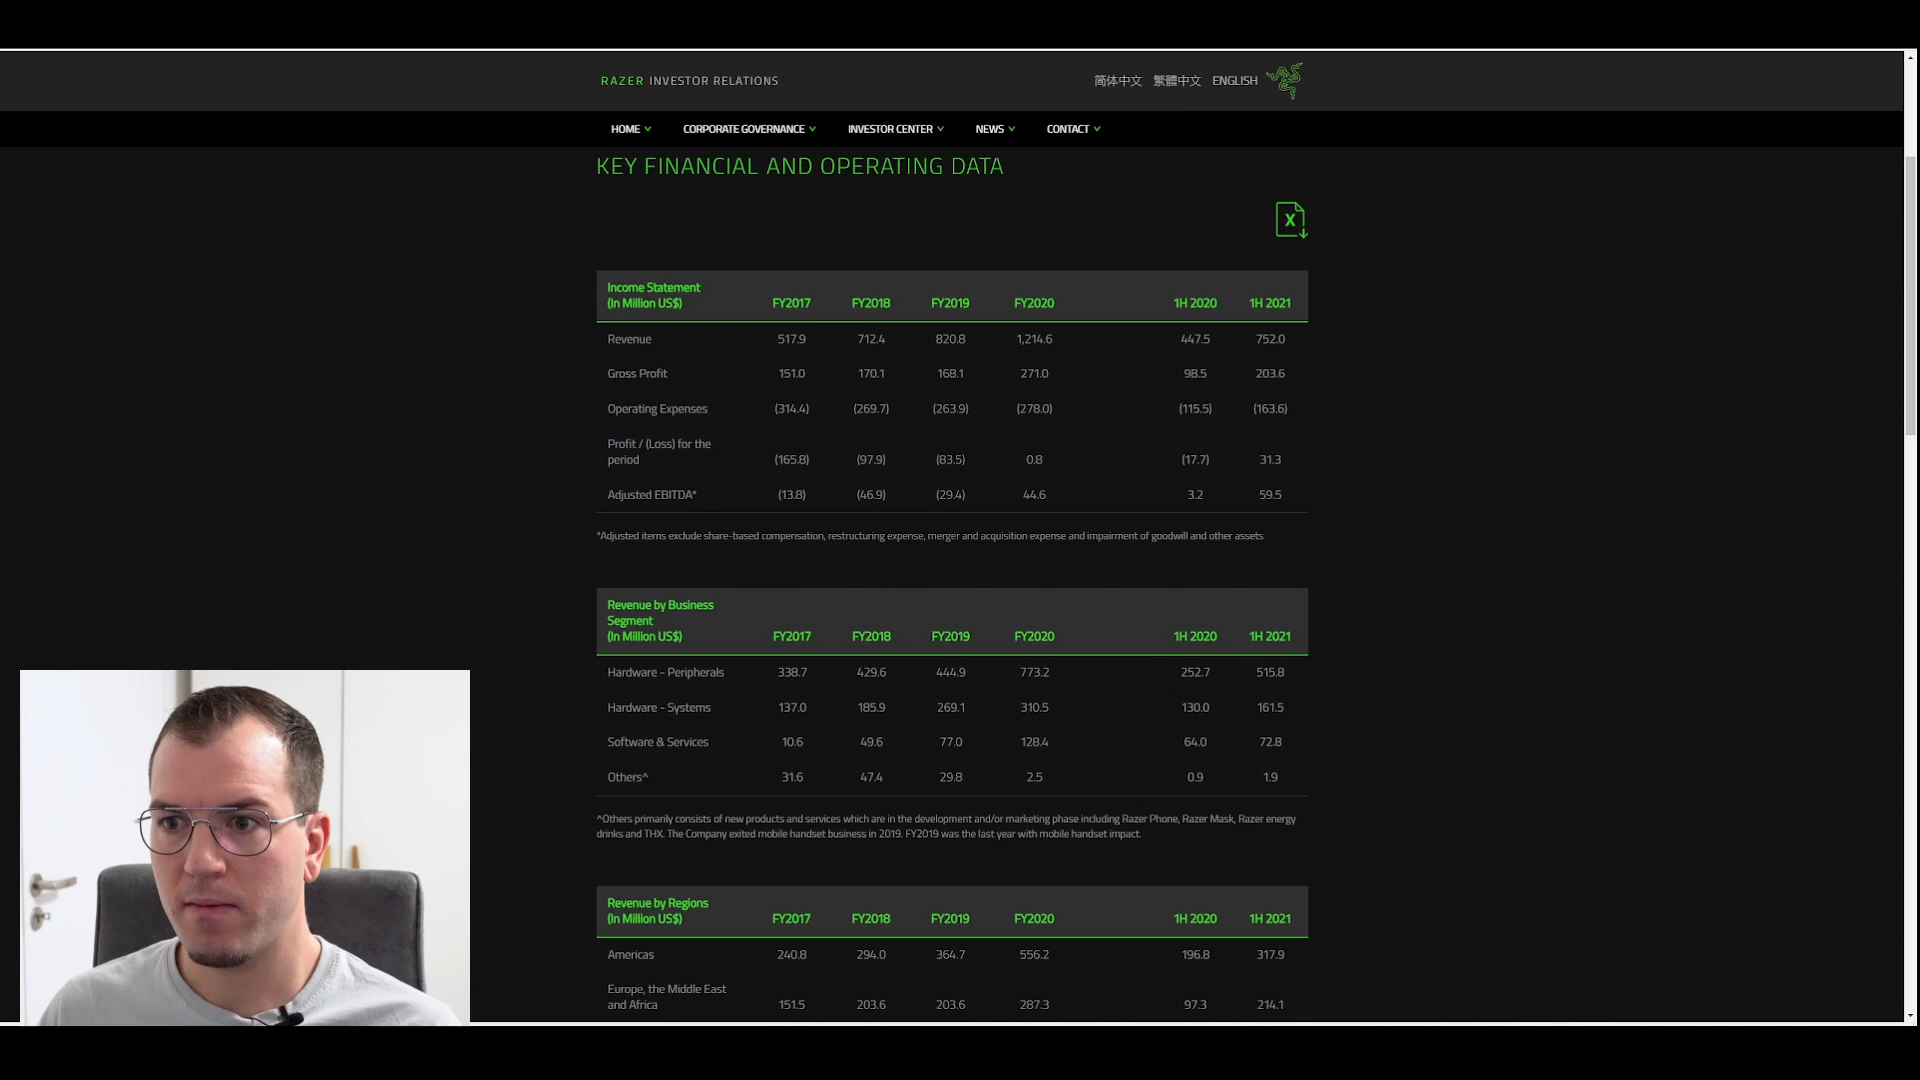 RAZER INVESTOR RELATIONS 简体中文 繁體中文 ENGLISH
HOME CORPORATE GOVERNANCE INVESTOR CENTER NEWS CONTACT
KEY FINANCIAL AND OPERATING DATA
X
Income Statement
(In Million US$) FY2017 FY2018 FY2019 FY2020 1H 2020 1H 2021
Revenue 517.9 712.4 820.8 1,214.6 447.5 752.0
Gross Profit 151.0 170.1 168.1 271.0 98.5 203.6
Operating Expenses (314.4) (269.7) (263.9) (278.0) (115.5) (163.6)
Profit / (Loss) for the
period (165.8) (97.9) (83.5) 0.8 (17.7) 31.3
Adjusted EBITDA* (13.8) (46.9) (29.4) 44.6 3.2 59.5
*Adjusted items exclude share-based compensation, restructuring expense, merger and acquisition expense and impairment of goodwill and other assets
Revenue by Business
Segment
(In Million US$) FY2017 FY2018 FY2019 FY2020 1H 2020 1H 2021
Hardware - Peripherals 338.7 429.6 444.9 773.2 252.7 515.8
Hardware - Systems 137.0 185.9 269.1 310.5 130.0 161.5
Software & Services 10.6 49.6 77.0 128.4 64.0 72.8
Others^ 31.6 47.4 29.8 2.5 0.9 1.9
^Others primarily consists of new products and services which are in the development and/or marketing phase including Razer Phone, Razer Mask, Razer energy
drinks and THX. The Company exited mobile handset business in 2019. FY2019 was the last year with mobile handset impact.
Revenue by Regions
(In Million US$) FY2017 FY2018 FY2019 FY2020 1H 2020 1H 2021
Americas 240.8 294.0 364.7 556.2 196.8 317.9
Europe, the Middle East
and Africa 151.5 203.6 203.6 287.3 97.3 214.1